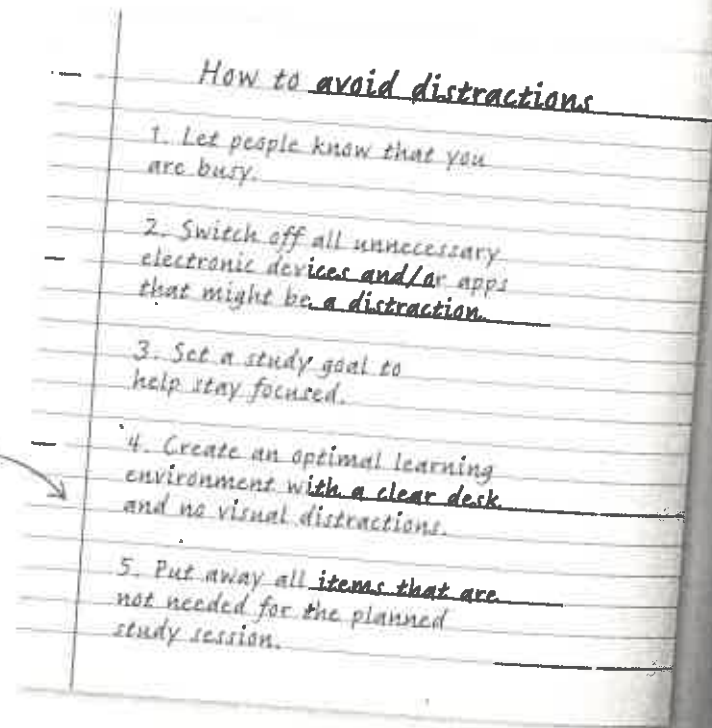 How to avoid distractions
1. Let people know that you
are busy.
2. Switch off all unnecessary
electronic devices and/or apps
that might be a distraction.
3. Set a study goal to
help stay focused.
4. Create an optimal learning
environment with a clear desk
and no visual distractions.
5. Put away all items that are
not needed for the planned
study session.